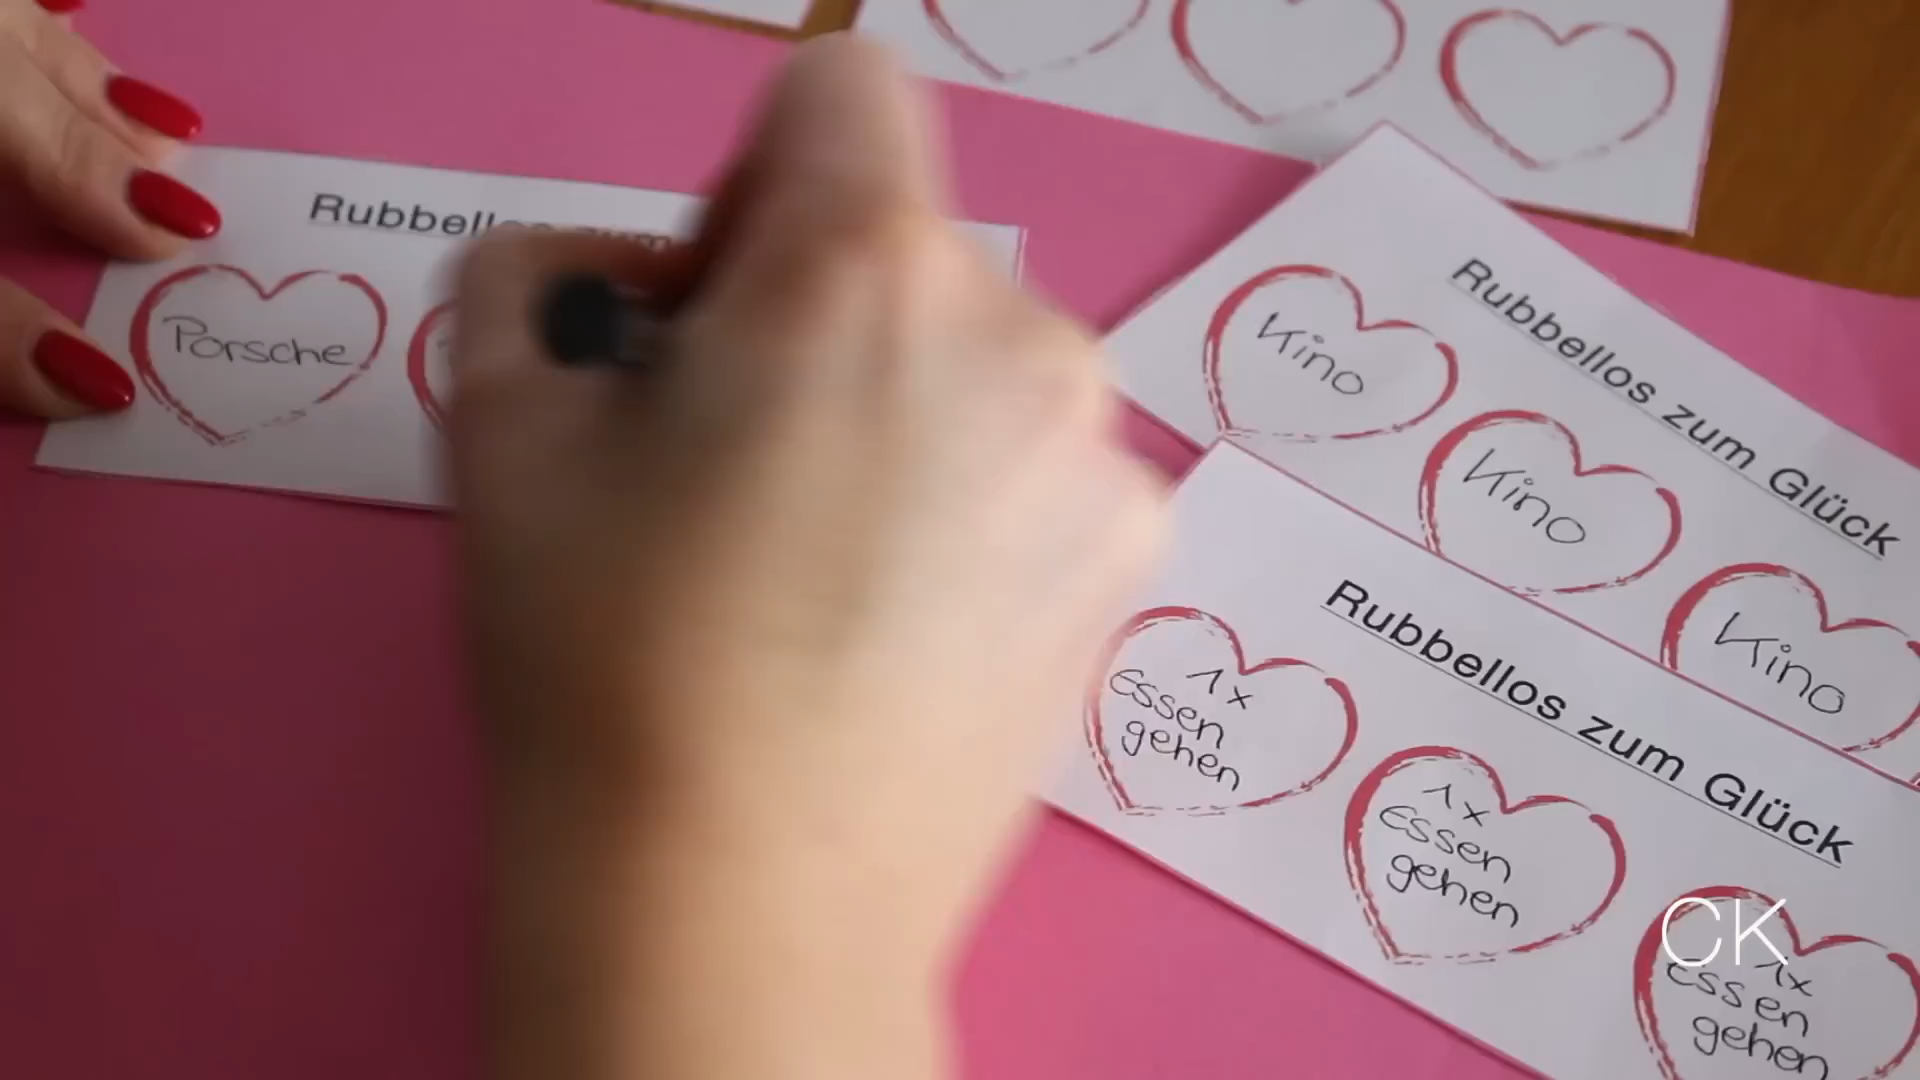 Rubbellos zum
Porsche
Rubbellos zum Glück
Kino
Kino
Kino
Rubbellos zum Glück
1x
Essen
gehen
1x
Essen
gehen
1x
Essen
gehen
CK